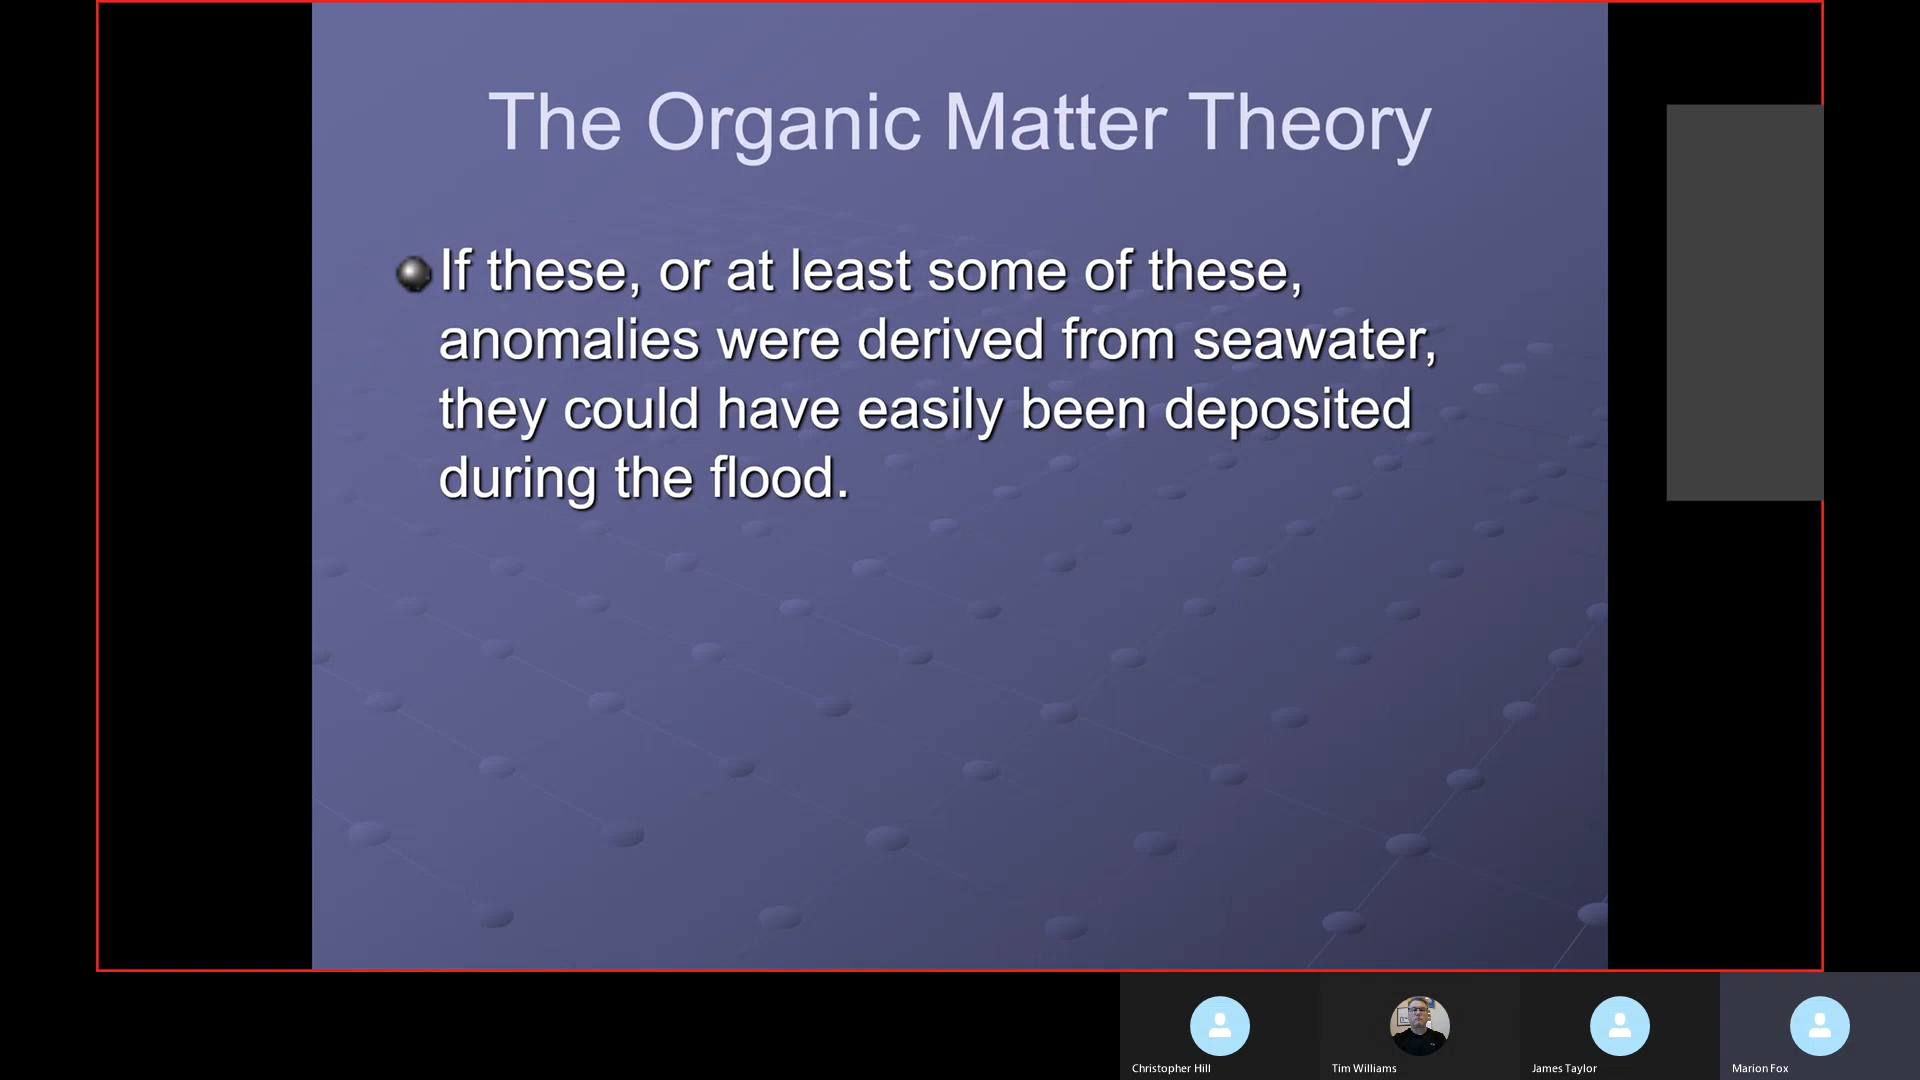 The Organic Matter Theory
If these, or at least some of these,
anomalies were derived from seawater,
they could have easily been deposited
during the flood.
Christopher Hill
Tim Williams
James Taylor
Marion Fox